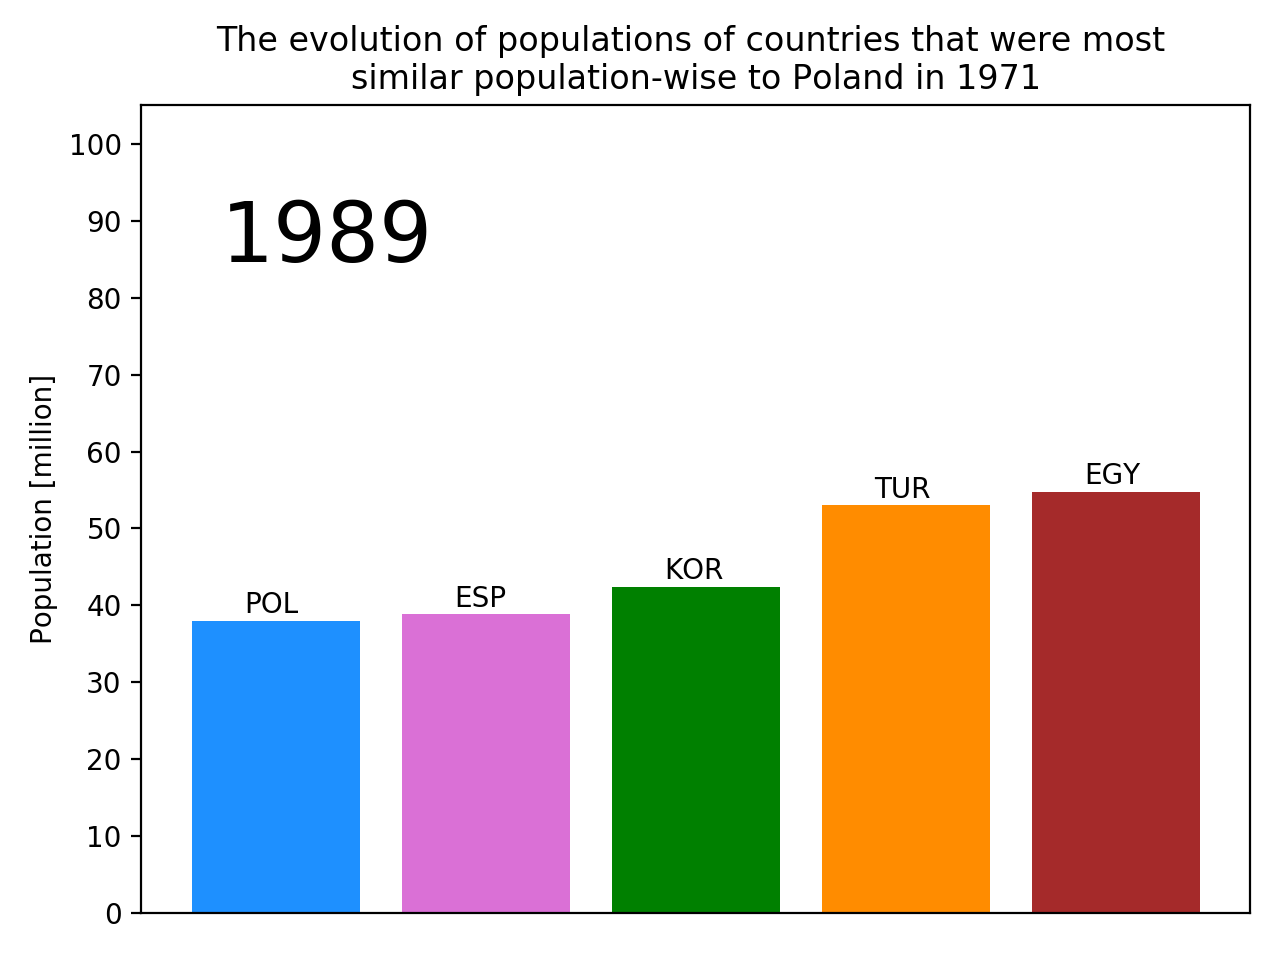 The evolution of populations of countries that were most
similar population-wise to Poland in 1971
100
90
80
70
60
50
40
30
20
10
0
Population [million]
1989
POL
ESP
KOR
TUR
EGY